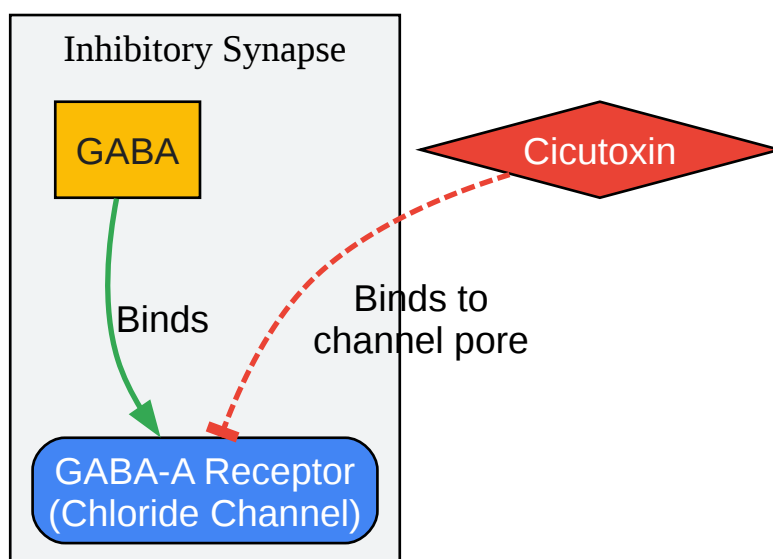 Inhibitory Synapse
GABA
Cicutoxin
Binds
Binds to
channel pore
GABA-A Receptor
(Chloride Channel)